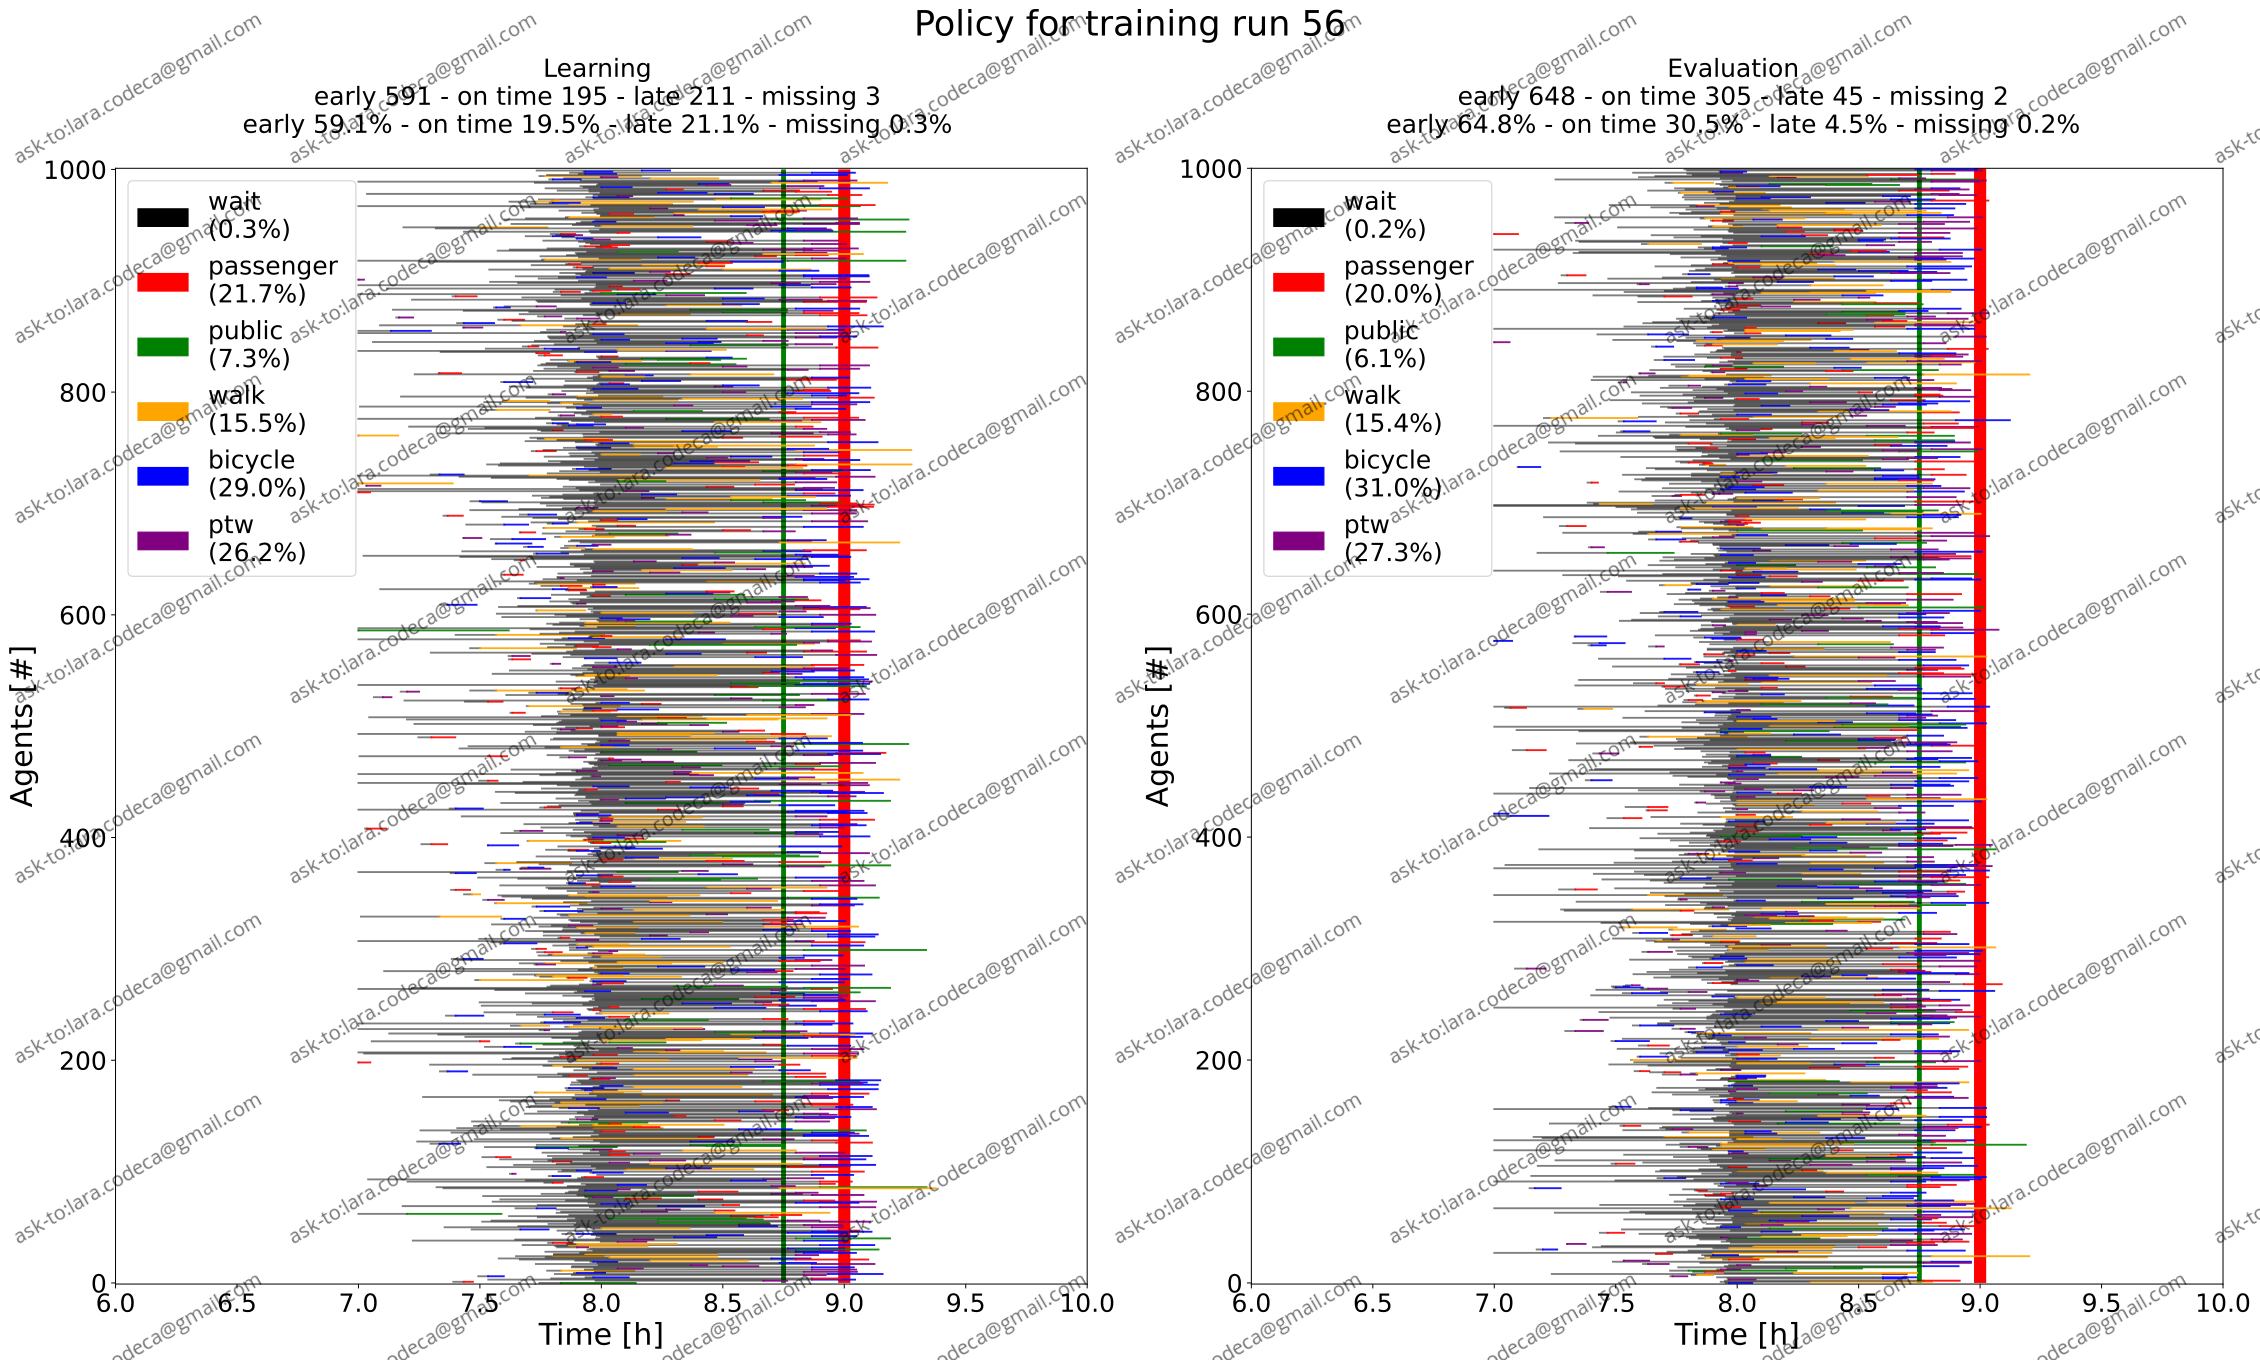 Policy for training run 56
Learning
early 591 - on time 195 - late 211 - missing 3
early 59.1% - on time 19.5% - late 21.1% - missing 0.3%
1000
800
600
400
200
0
Agents [#]
wait
(0.3%)
passenger
(21.7%)
public
(7.3%)
walk
(15.5%)
bicycle
(29.0%)
ptw
(26.2%)
6.0 6.5 7.0 7.5 8.0 8.5 9.0 9.5 10.0
Time [h]
Evaluation
early 648 - on time 305 - late 45 - missing 2
early 64.8% - on time 30.5% - late 4.5% - missing 0.2%
1000
800
600
400
200
0
Agents [#]
wait
(0.2%)
passenger
(20.0%)
public
(6.1%)
walk
(15.4%)
bicycle
(31.0%)
ptw
(27.3%)
6.0 6.5 7.0 7.5 8.0 8.5 9.0 9.5 10.0
Time [h]
ask-to:lara.codeca@gmail.com